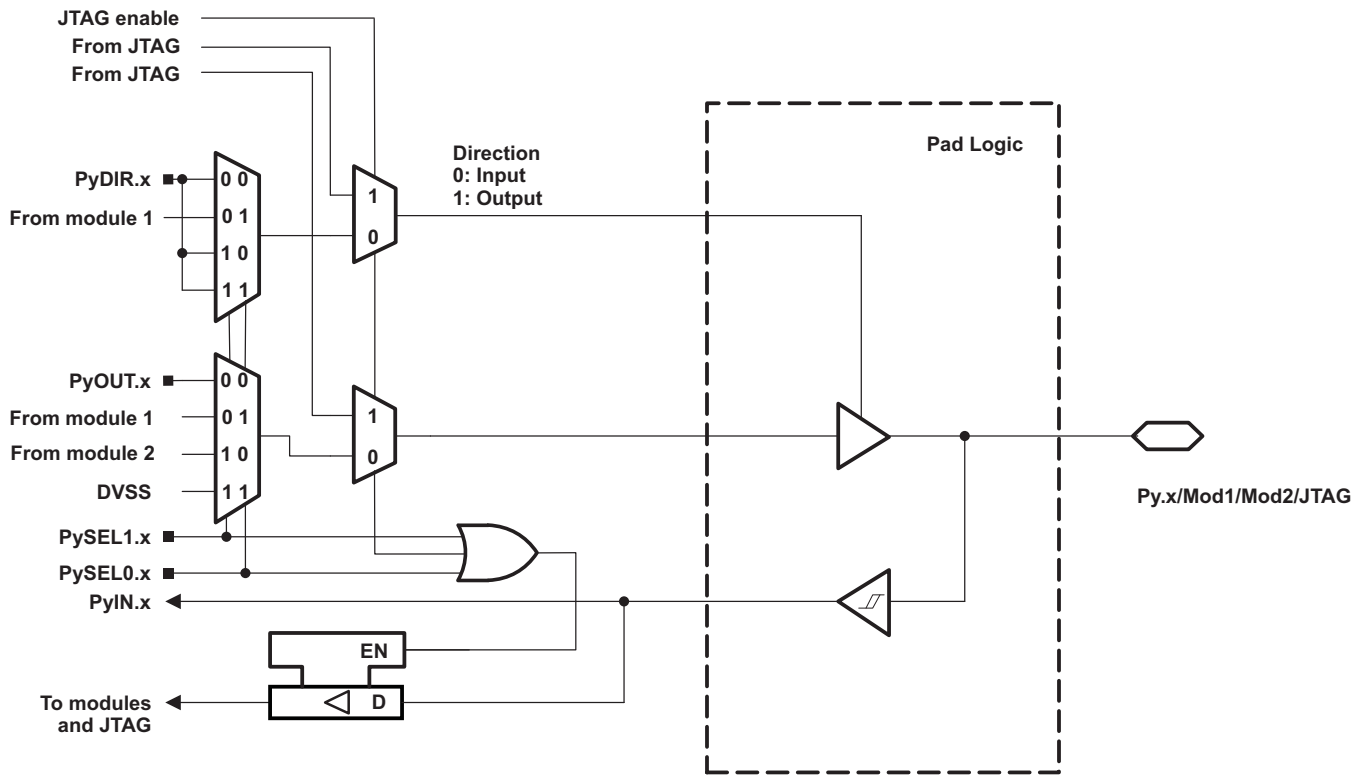 JTAG enable
From JTAG
From JTAG
Pad Logic
Direction
0: Input
1: Output
PyDIR.x
0 0
From module 1
0 1
1 0
1 1
1
0
PyOUT.x
0 0
From module 1
0 1
From module 2
1 0
DVSS
1 1
1
0
Py.x/Mod1/Mod2/JTAG
PySEL1.x
PySEL0.x
PyIN.x
EN
D
To modules
and JTAG